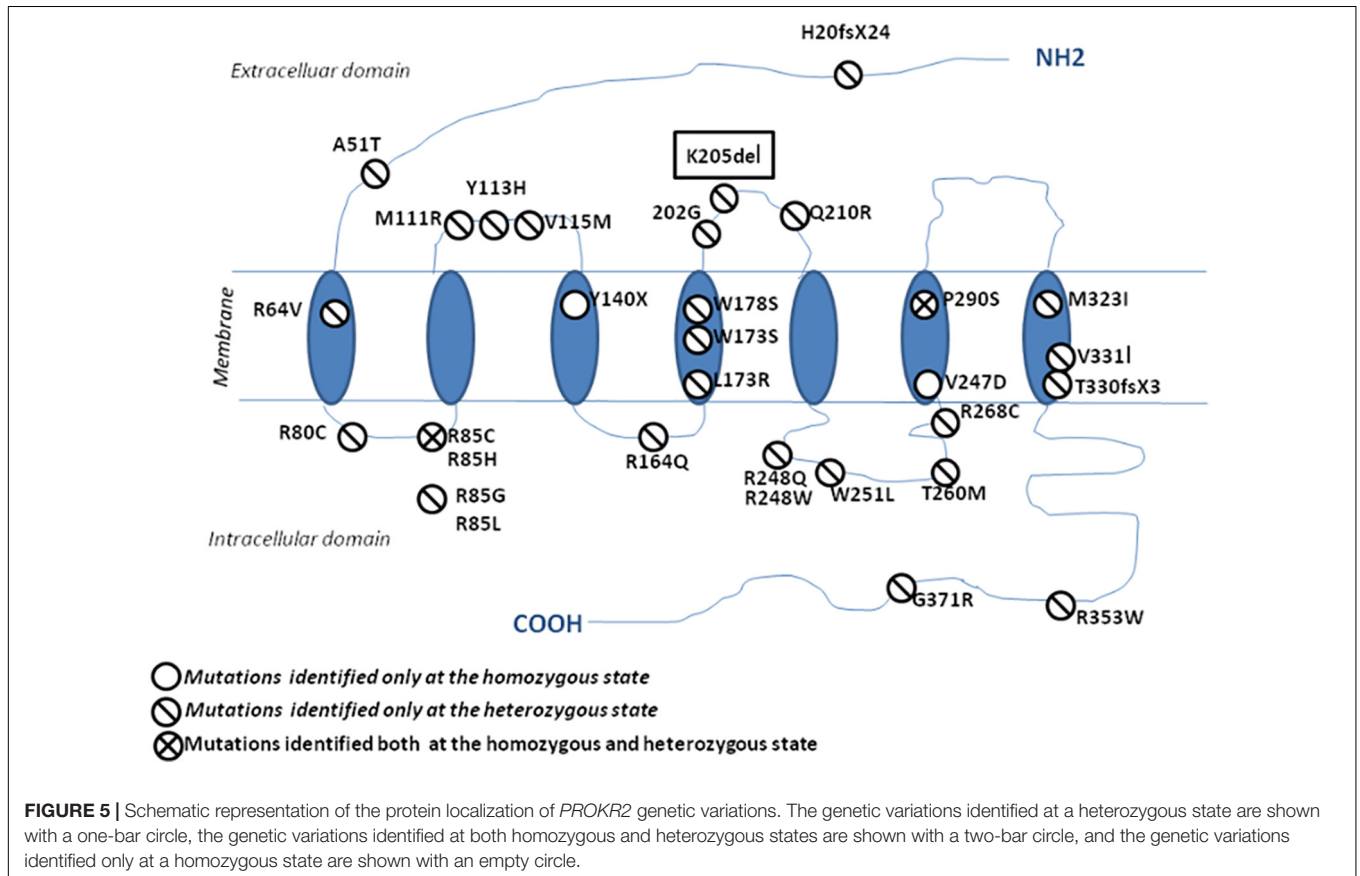 H20fsX24
Extracelluar domain
NH2
A51T
K205del
Y113H
M111R
V115M
202G
Q210R
Membrane
R64V
Y140X
W178S
W173S
L173R
P290S
V247D
M323I
V331l
T330fsX3
R268C
R80C
R85C
R85H
R164Q
R248Q
R248W
W251L
T260M
R85G
R85L
Intracellular domain
COOH
G371R
R353W
Mutations identified only at the homozygous state
Mutations identified only at the heterozygous state
Mutations identified both at the homozygous and heterozygous state
FIGURE 5 | Schematic representation of the protein localization of PROKR2 genetic variations. The genetic variations identified at a heterozygous state are shown
with a one-bar circle, the genetic variations identified at both homozygous and heterozygous states are shown with a two-bar circle, and the genetic variations
identified only at a homozygous state are shown with an empty circle.